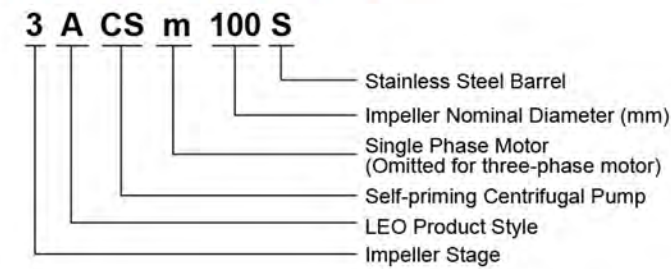 3 A CS m 100 S
Stainless Steel Barrel
Impeller Nominal Diameter (mm)
Single Phase Motor
(Omitted for three-phase motor)
Self-priming Centrifugal Pump
LEO Product Style
Impeller Stage